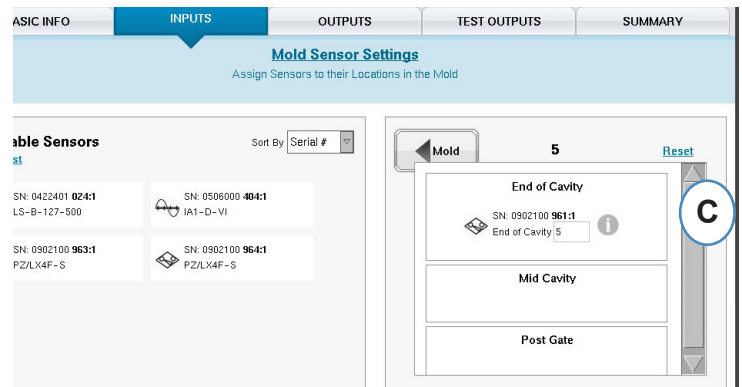 ASIC INFO INPUTS OUTPUTS TEST OUTPUTS SUMMARY
Mold Sensor Settings
Assign Sensors to their Locations in the Mold
able Sensors
st
Sort By Serial #
SN: 0422401 024:1
LS-B-127-500
SN: 0506000 404:1
IA1-D-VI
SN: 0902100 963:1
PZ/LX4F-S
SN: 0902100 964:1
PZ/LX4F-S
Mold 5 Reset
End of Cavity
SN: 0902100 961:1
End of Cavity 5
Mid Cavity
Post Gate
C